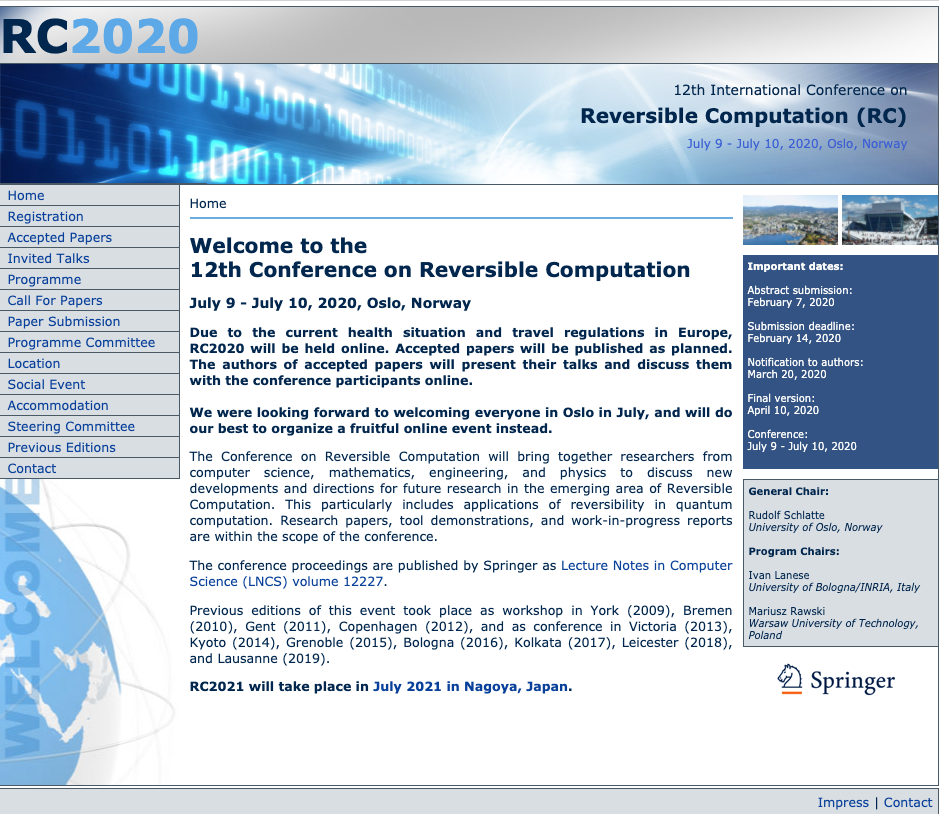 RC2020
12th International Conference on
Reversible Computation (RC)
July 9 - July 10, 2020, Oslo, Norway
Home
Registration
Accepted Papers
Invited Talks
Programme
Call For Papers
Paper Submission
Programme Committee
Location
Social Event
Accommodation
Steering Committee
Previous Editions
Contact
WELCOME
Home
Welcome to the
12th Conference on Reversible Computation
July 9 - July 10, 2020, Oslo, Norway
Due to the current health situation and travel regulations in Europe,
RC2020 will be held online. Accepted papers will be published as planned.
The authors of accepted papers will present their talks and discuss them
with the conference participants online.
We were looking forward to welcoming everyone in Oslo in July, and will do
our best to organize a fruitful online event instead.
The Conference on Reversible Computation will bring together researchers from
computer science, mathematics, engineering, and physics to discuss new
developments and directions for future research in the emerging area of Reversible
Computation. This particularly includes applications of reversibility in quantum
computation. Research papers, tool demonstrations, and work-in-progress reports
are within the scope of the conference.
The conference proceedings are published by Springer as Lecture Notes in Computer
Science (LNCS) volume 12227.
Previous editions of this event took place as workshop in York (2009), Bremen
(2010), Gent (2011), Copenhagen (2012), and as conference in Victoria (2013),
Kyoto (2014), Grenoble (2015), Bologna (2016), Kolkata (2017), Leicester (2018),
and Lausanne (2019).
RC2021 will take place in July 2021 in Nagoya, Japan.
Important dates:
Abstract submission:
February 7, 2020
Submission deadline:
February 14, 2020
Notification to authors:
March 20, 2020
Final version:
April 10, 2020
Conference:
July 9 - July 10, 2020
General Chair:
Rudolf Schlatte
University of Oslo, Norway
Program Chairs:
Ivan Lanese
University of Bologna/INRIA, Italy
Mariusz Rawski
Warsaw University of Technology,
Poland
Springer
Impress | Contact